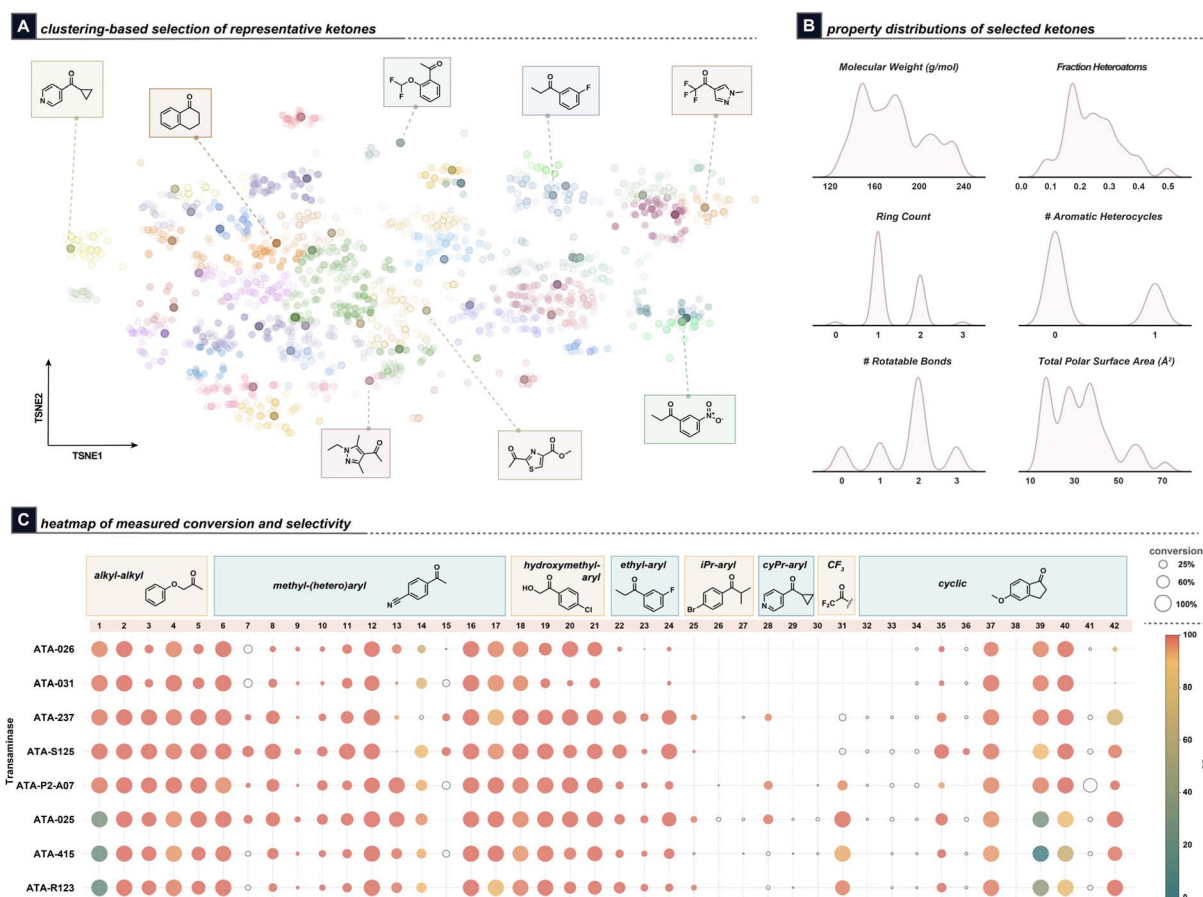 A clustering-based selection of representative ketones
TSNE2
TSNE1
B property distributions of selected ketones
Molecular Weight (g/mol)
120 160 200 240
Fraction Heteroatoms
0.0 0.1 0.2 0.3 0.4 0.5
Ring Count
0 1 2 3
# Aromatic Heterocycles
0 1
# Rotatable Bonds
0 1 2 3
Total Polar Surface Area (Å²)
10 30 50 70
C heatmap of measured conversion and selectivity
alkyl-alkyl
methyl-(hetero)aryl
hydroxymethyl-
aryl
ethyl-aryl
iPr-aryl
cyPr-aryl
CF3
cyclic
1 2 3 4 5 6 7 8 9 10 11 12 13 14 15 16 17 18 19 20 21 22 23 24 25 26 27 28 29 30 31 32 33 34 35 36 37 38 39 40 41 42
Transaminase
ATA-026
ATA-031
ATA-237
ATA-S125
ATA-P2-A07
ATA-025
ATA-415
ATA-R123
conversion
25%
60%
100%
100
80
60
40
20
0